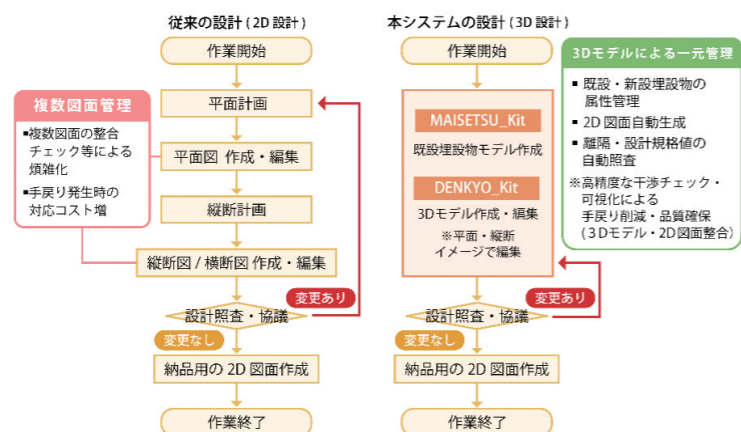 従来の設計 ( 2D 設計 )
作業開始
平面計画
平面図 作成・編集
縦断計画
縦断図 / 横断図 作成・編集
設計照査・協議
変更あり
変更なし
納品用の 2D 図面作成
作業終了
複数図面管理
■複数図面の整合
チェック等による
煩雑化
■手戻り発生時の
対応コスト増
本システムの設計 ( 3D 設計 )
作業開始
MAISETSU_Kit
既設埋設物モデル作成
DENKYO_Kit
3Dモデル作成・編集
※平面・縦断
イメージで編集
設計照査・協議
変更あり
変更なし
納品用の 2D 図面作成
作業終了
3Dモデルによる一元管理
■ 既設・新設埋設物の
属性管理
■ 2D 図面自動生成
■ 離隔・設計規格値の
自動照査
※高精度な干渉チェック・
可視化による
手戻り削減・品質確保
(３Dモデル・2D図面整合)